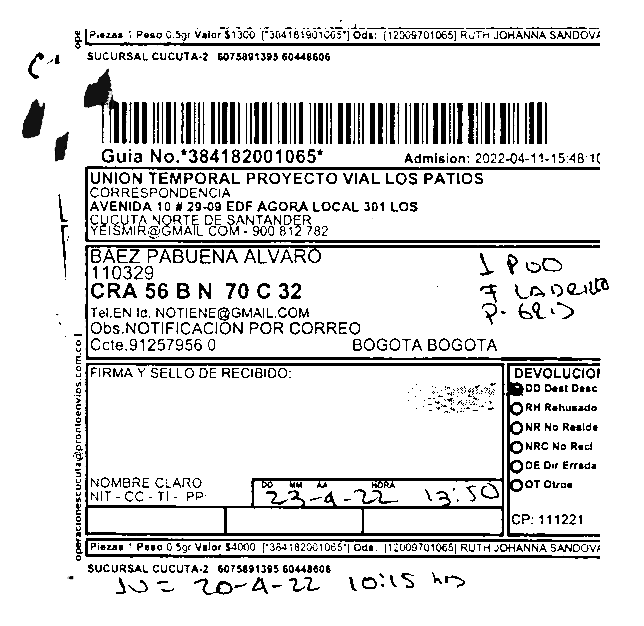 Piezas 1 Peso 0.5gr Valor $1300 [*384181901065*] Ods: [12009701065] RUTH JOHANNA SANDOVA
SUCURSAL CUCUTA-2 6075891395 60448606
Guia No.*384182001065*
Admision: 2022-04-11-15:48:10
UNION TEMPORAL PROYECTO VIAL LOS PATIOS
CORRESPONDENCIA
AVENIDA 10 # 29-09 EDF AGORA LOCAL 301 LOS
CUCUTA NORTE DE SANTANDER
YEISMIR@GMAIL COM - 900 812 782
BAEZ PABUENA ALVARO
110329
CRA 56 B N 70 C 32
Tel.EN Id. NOTIENE@GMAIL.COM
Obs.NOTIFICACIÓN POR CORREO
Ccte.91257956 0 BOGOTA BOGOTA
1 PUO
7 LADRILLO
P-
operacionescucuta@prontoenvios.com.co
FIRMA Y SELLO DE RECIBIDO:
DEVOLUCION
DD Dest Desc
RH Rehusado
NR No Reside
NRC No Recl
DE Dir Errada
OT Otros
NOMBRE CLARO
NIT - CC - TI - PP:
DD MM AA HORA
23-4-22 13:50
CP: 111221
Piezas 1 Peso 0.5gr Valor $4000 [*384182001065*] Ods: [12009701065] RUTH JOHANNA SANDOVA
SUCURSAL CUCUTA-2 6075891395 60448606
JU = 20-4-22 10:15 hrs